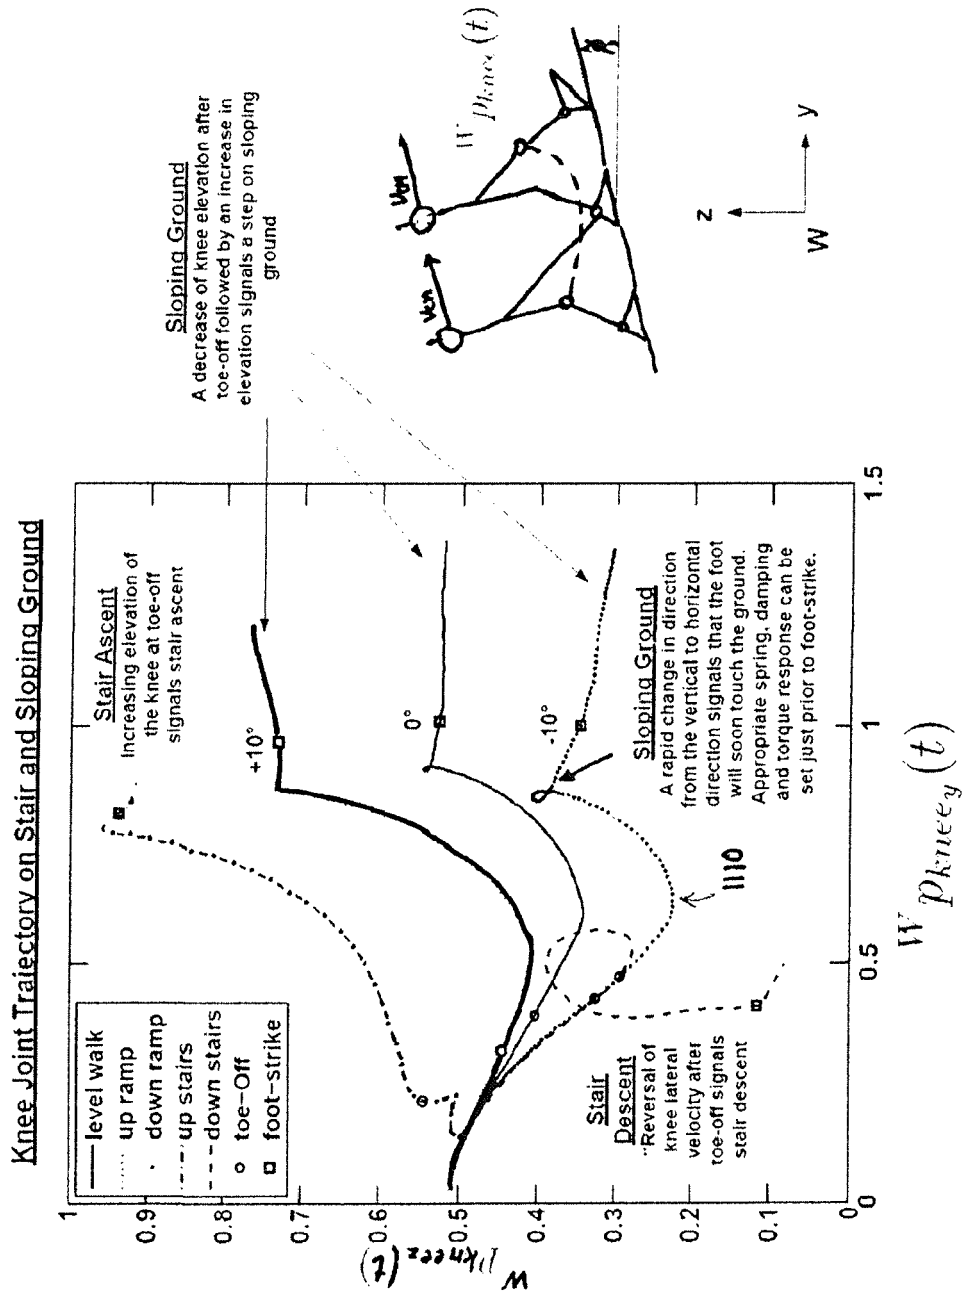 Knee Joint Trajectory on Stair and Sloping Ground
level walk
up ramp
down ramp
up stairs
down stairs
toe-Off
foot-strike
Stair Ascent
Increasing elevation of
the knee at toe-off
signals stair ascent
Sloping Ground
A decrease of knee elevation after
toe-off followed by an increase in
elevation signals a step on sloping
ground
+10°
0°
-10°
Stair
Descent
Reversal of
knee lateral
velocity after
toe-off signals
stair descent
1110
Sloping Ground
A rapid change in direction
from the vertical to horizontal
direction signals that the foot
will soon touch the ground.
Appropriate spring, damping
and torque response can be
set just prior to foot-strike.
1
0.9
0.8
0.7
0.6
0.5
0.4
0.3
0.2
0.1
0
0
0.5
1
1.5
W pkneez(t)
W pkneey(t)
Vcm
Vcm
W pknee(t)
z
W
y